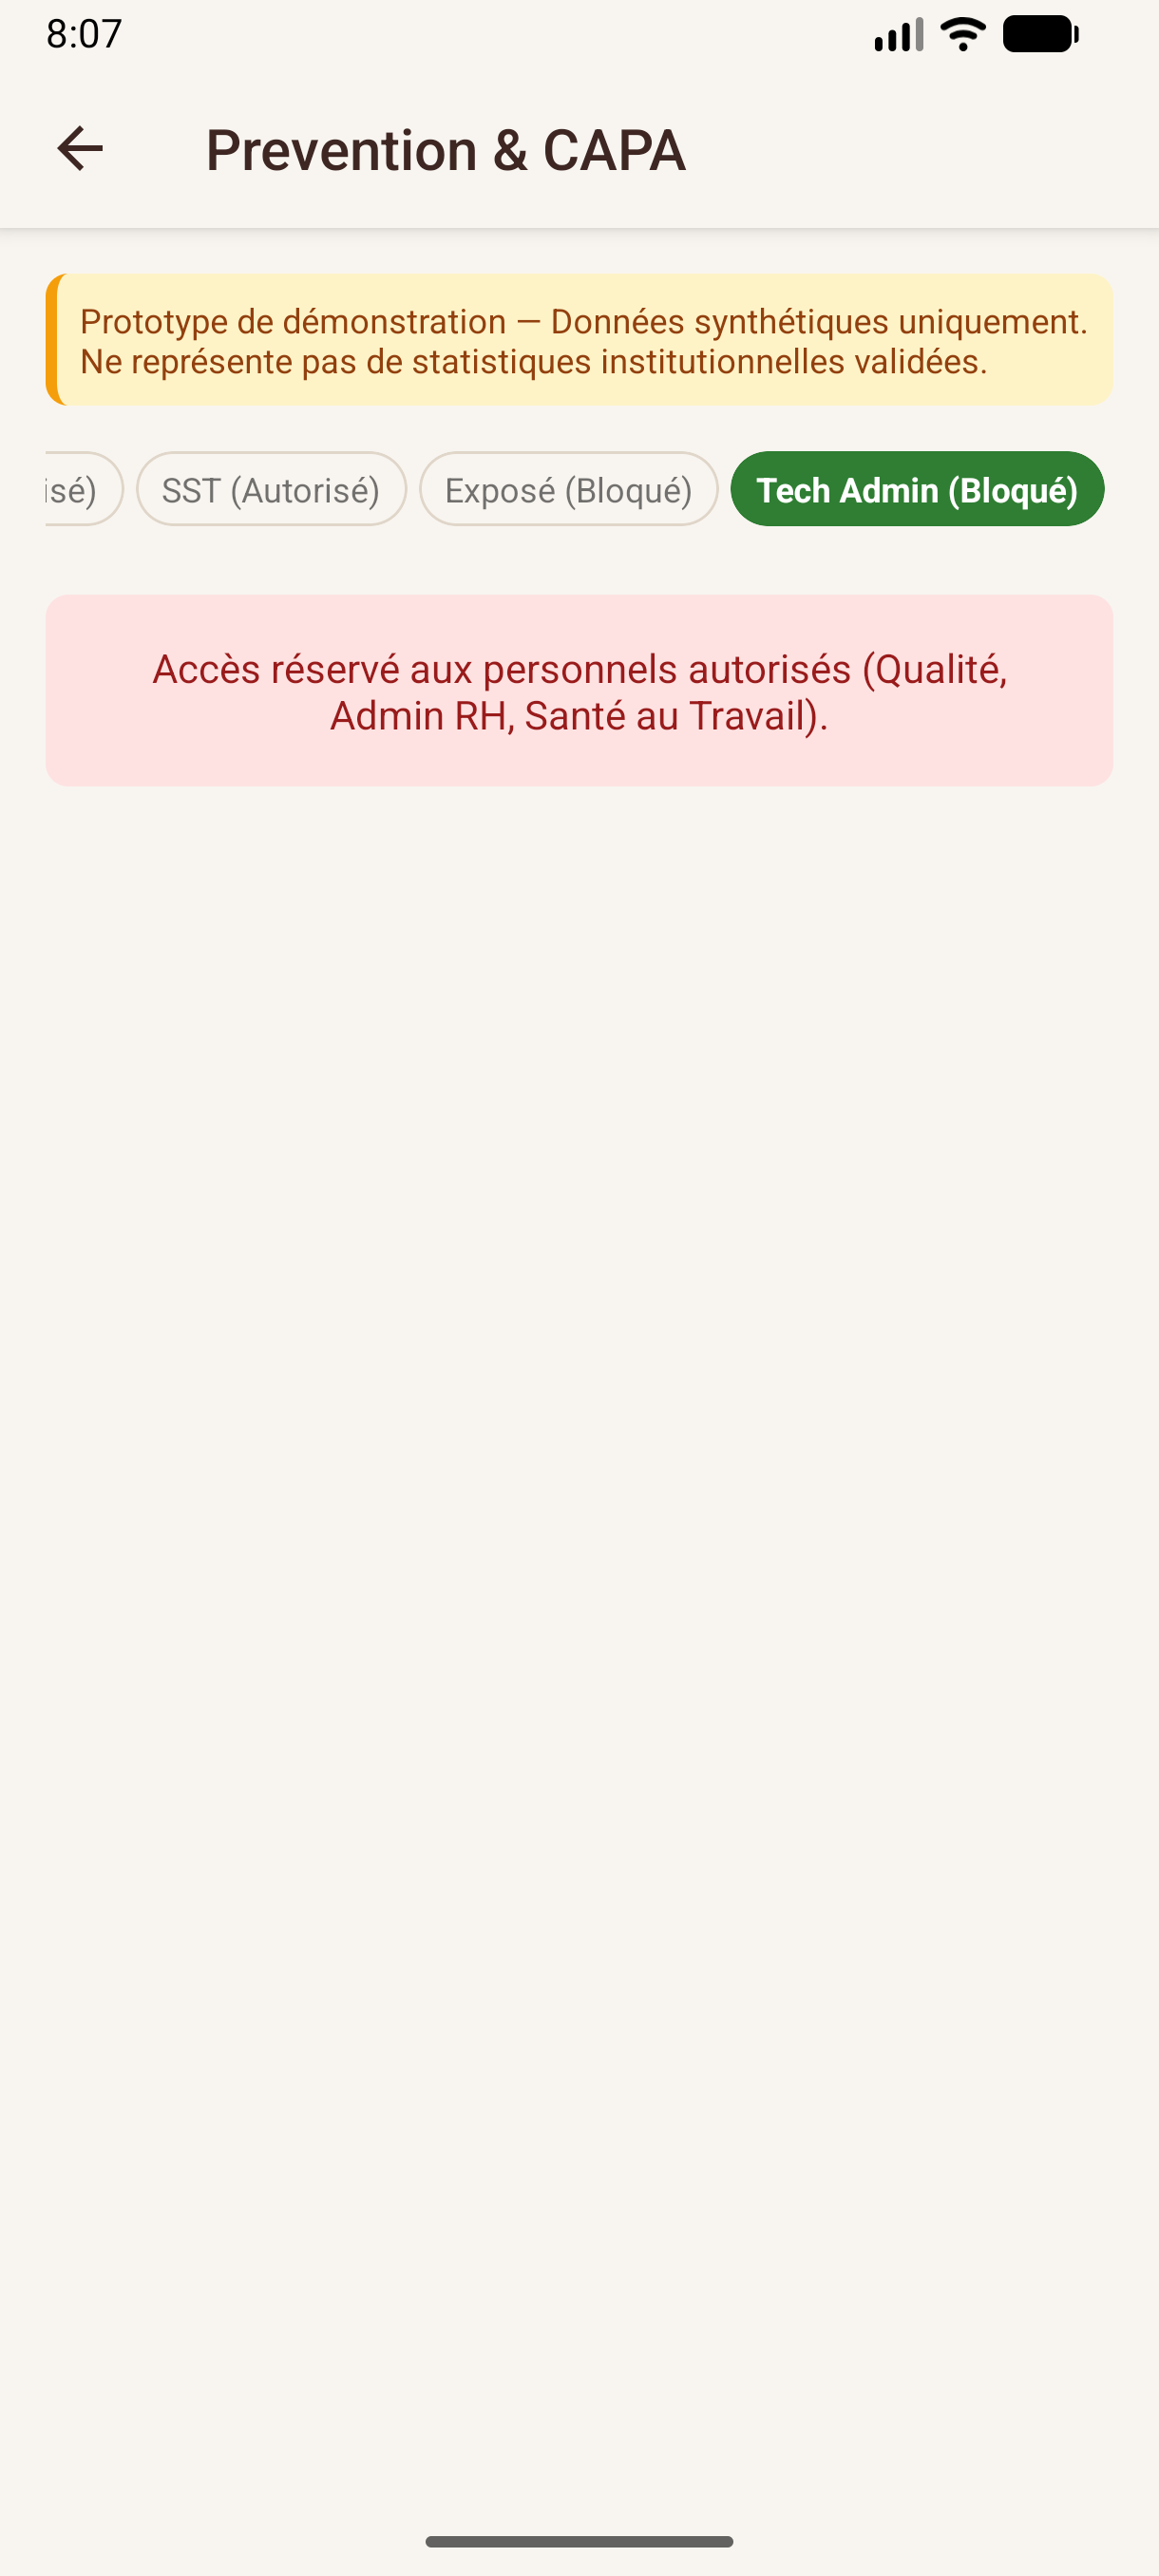 8:07
Prevention & CAPA
Prototype de démonstration — Données synthétiques uniquement.
Ne représente pas de statistiques institutionnelles validées.
isé) SST (Autorisé) Exposé (Bloqué) Tech Admin (Bloqué)
Accès réservé aux personnels autorisés (Qualité,
Admin RH, Santé au Travail).